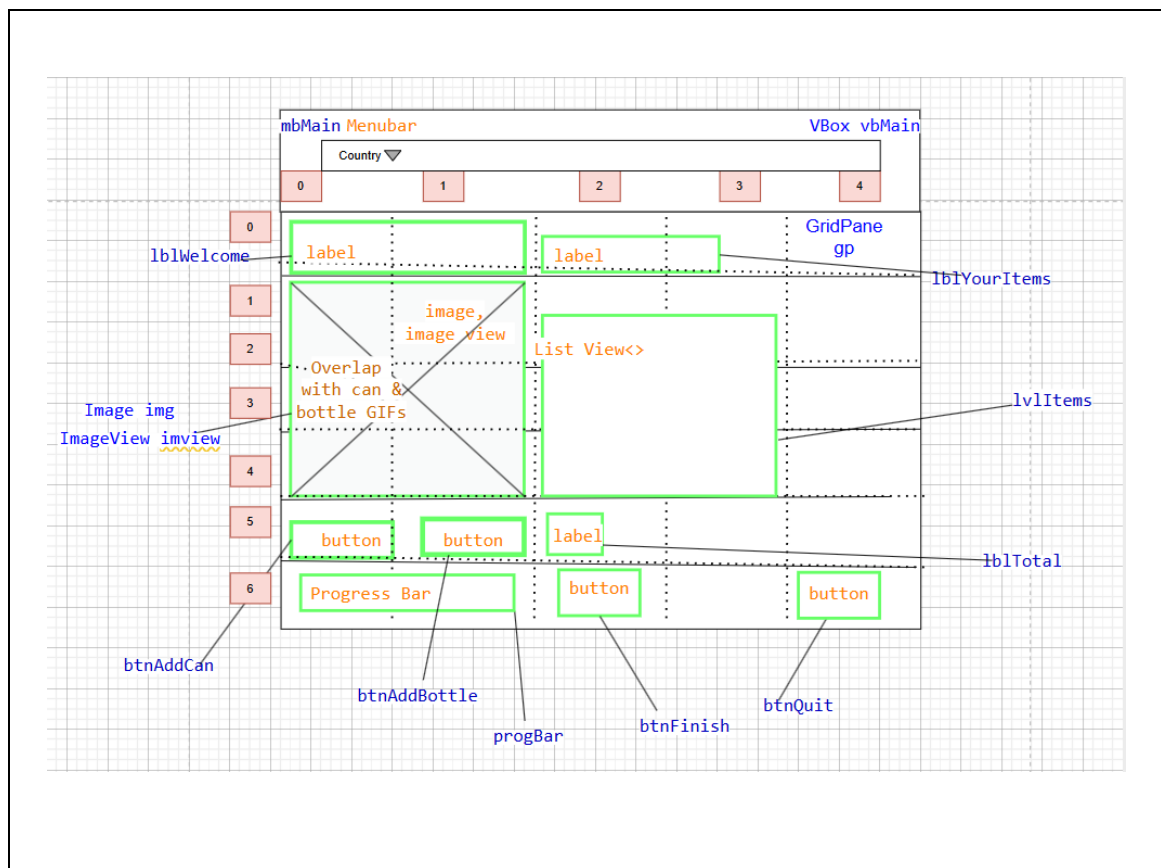 mbMain Menubar VBox vbMain
Country
0 1 2 3 4
0
GridPane
gp
lblWelcome
label
label
lblYourItems
1
image,
image view
2
List View<>
Overlap
with can &
bottle GIFs
3
Image img
ImageView imview
lvlItems
4
5
button
button
label
lblTotal
6
Progress Bar
button
button
btnAddCan
btnAddBottle
btnQuit
btnFinish
progBar